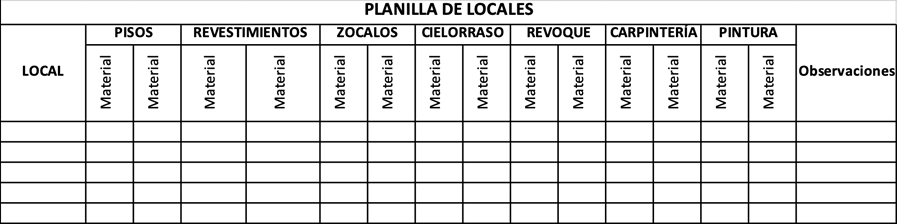 PLANILLA DE LOCALES
LOCAL PISOS REVESTIMIENTOS ZOCALOS CIELORRASO REVOQUE CARPINTERÍA PINTURA Observaciones
Material Material Material Material Material Material Material Material Material Material Material Material Material Material